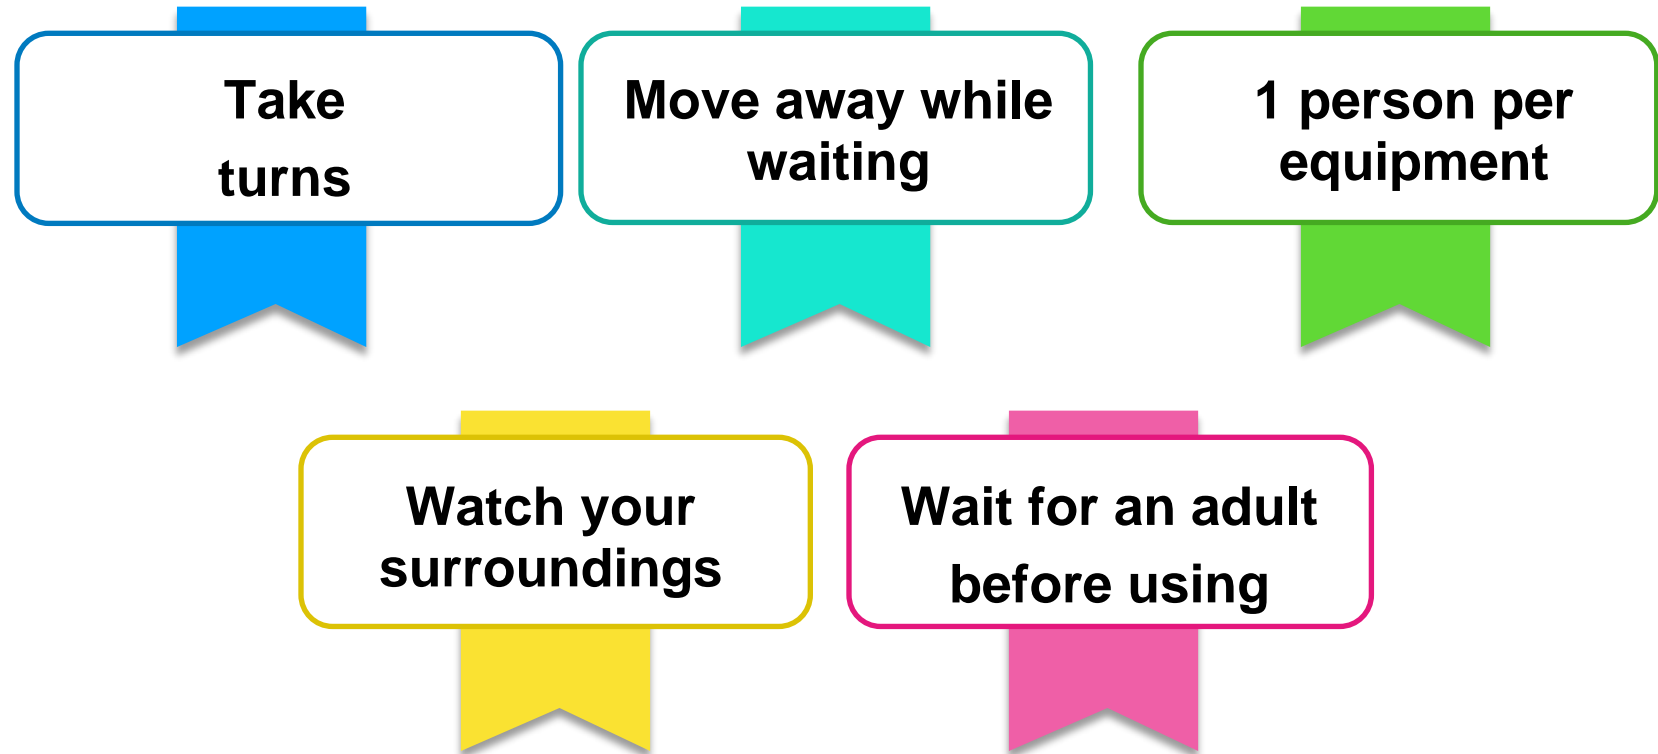 Take
turns
Move away while
waiting
1 person per
equipment
Watch your
surroundings
Wait for an adult
before using